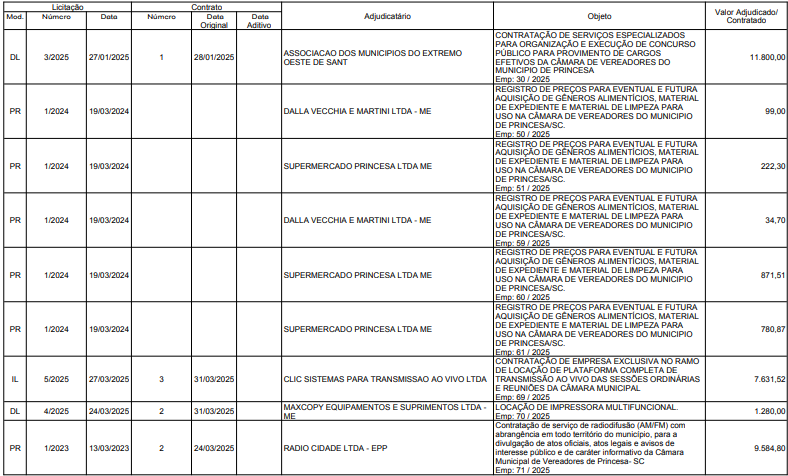 Licitação Contrato Adjudicatário Objeto Valor Adjudicado/
Contratado
Mod. Número Data Número Data
Original Data
Aditivo
DL 3/2025 27/01/2025 1 28/01/2025 ASSOCIACAO DOS MUNICIPIOS DO EXTREMO
OESTE DE SANT
CONTRATAÇÃO DE SERVIÇOS ESPECIALIZADOS
PARA ORGANIZAÇÃO E EXECUÇÃO DE CONCURSO
PÚBLICO PARA PROVIMENTO DE CARGOS
EFETIVOS DA CÂMARA DE VEREADORES DO
MUNICIPIO DE PRINCESA
Emp: 30 / 2025
11.800,00
PR 1/2024 19/03/2024 DALLA VECCHIA E MARTINI LTDA - ME
REGISTRO DE PREÇOS PARA EVENTUAL E FUTURA
AQUISIÇÃO DE GÊNEROS ALIMENTÍCIOS, MATERIAL
DE EXPEDIENTE E MATERIAL DE LIMPEZA PARA
USO NA CÂMARA DE VEREADORES DO MUNICIPIO
DE PRINCESA/SC.
Emp: 50 / 2025
99,00
PR 1/2024 19/03/2024 SUPERMERCADO PRINCESA LTDA ME
REGISTRO DE PREÇOS PARA EVENTUAL E FUTURA
AQUISIÇÃO DE GÊNEROS ALIMENTÍCIOS, MATERIAL
DE EXPEDIENTE E MATERIAL DE LIMPEZA PARA
USO NA CÂMARA DE VEREADORES DO MUNICIPIO
DE PRINCESA/SC.
Emp: 51 / 2025
222,30
PR 1/2024 19/03/2024 DALLA VECCHIA E MARTINI LTDA - ME
REGISTRO DE PREÇOS PARA EVENTUAL E FUTURA
AQUISIÇÃO DE GÊNEROS ALIMENTÍCIOS, MATERIAL
DE EXPEDIENTE E MATERIAL DE LIMPEZA PARA
USO NA CÂMARA DE VEREADORES DO MUNICIPIO
DE PRINCESA/SC.
Emp: 59 / 2025
34,70
PR 1/2024 19/03/2024 SUPERMERCADO PRINCESA LTDA ME
REGISTRO DE PREÇOS PARA EVENTUAL E FUTURA
AQUISIÇÃO DE GÊNEROS ALIMENTÍCIOS, MATERIAL
DE EXPEDIENTE E MATERIAL DE LIMPEZA PARA
USO NA CÂMARA DE VEREADORES DO MUNICIPIO
DE PRINCESA/SC.
Emp: 60 / 2025
871,51
PR 1/2024 19/03/2024 SUPERMERCADO PRINCESA LTDA ME
REGISTRO DE PREÇOS PARA EVENTUAL E FUTURA
AQUISIÇÃO DE GÊNEROS ALIMENTÍCIOS, MATERIAL
DE EXPEDIENTE E MATERIAL DE LIMPEZA PARA
USO NA CÂMARA DE VEREADORES DO MUNICIPIO
DE PRINCESA/SC.
Emp: 61 / 2025
780,87
IL 5/2025 27/03/2025 3 31/03/2025 CLIC SISTEMAS PARA TRANSMISSAO AO VIVO LTDA
CONTRATAÇÃO DE EMPRESA EXCLUSIVA NO RAMO
DE LOCAÇÃO DE PLATAFORMA COMPLETA DE
TRANSMISSÃO AO VIVO DAS SESSÕES ORDINÁRIAS
E REUNIÕES DA CÂMARA MUNICIPAL
Emp: 69 / 2025
7.631,52
DL 4/2025 24/03/2025 2 31/03/2025 MAXCOPY EQUIPAMENTOS E SUPRIMENTOS LTDA -
ME
LOCAÇÃO DE IMPRESSORA MULTIFUNCIONAL.
Emp: 70 / 2025
1.280,00
PR 1/2023 13/03/2023 2 24/03/2025 RADIO CIDADE LTDA - EPP
Contratação de serviço de radiodifusão (AM/FM) com
abrangência em todo território do município, para a
divulgação de atos oficiais, atos legais e avisos de
interesse público e de caráter informativo da Câmara
Municipal de Vereadores de Princesa- SC
Emp: 71 / 2025
9.584,80